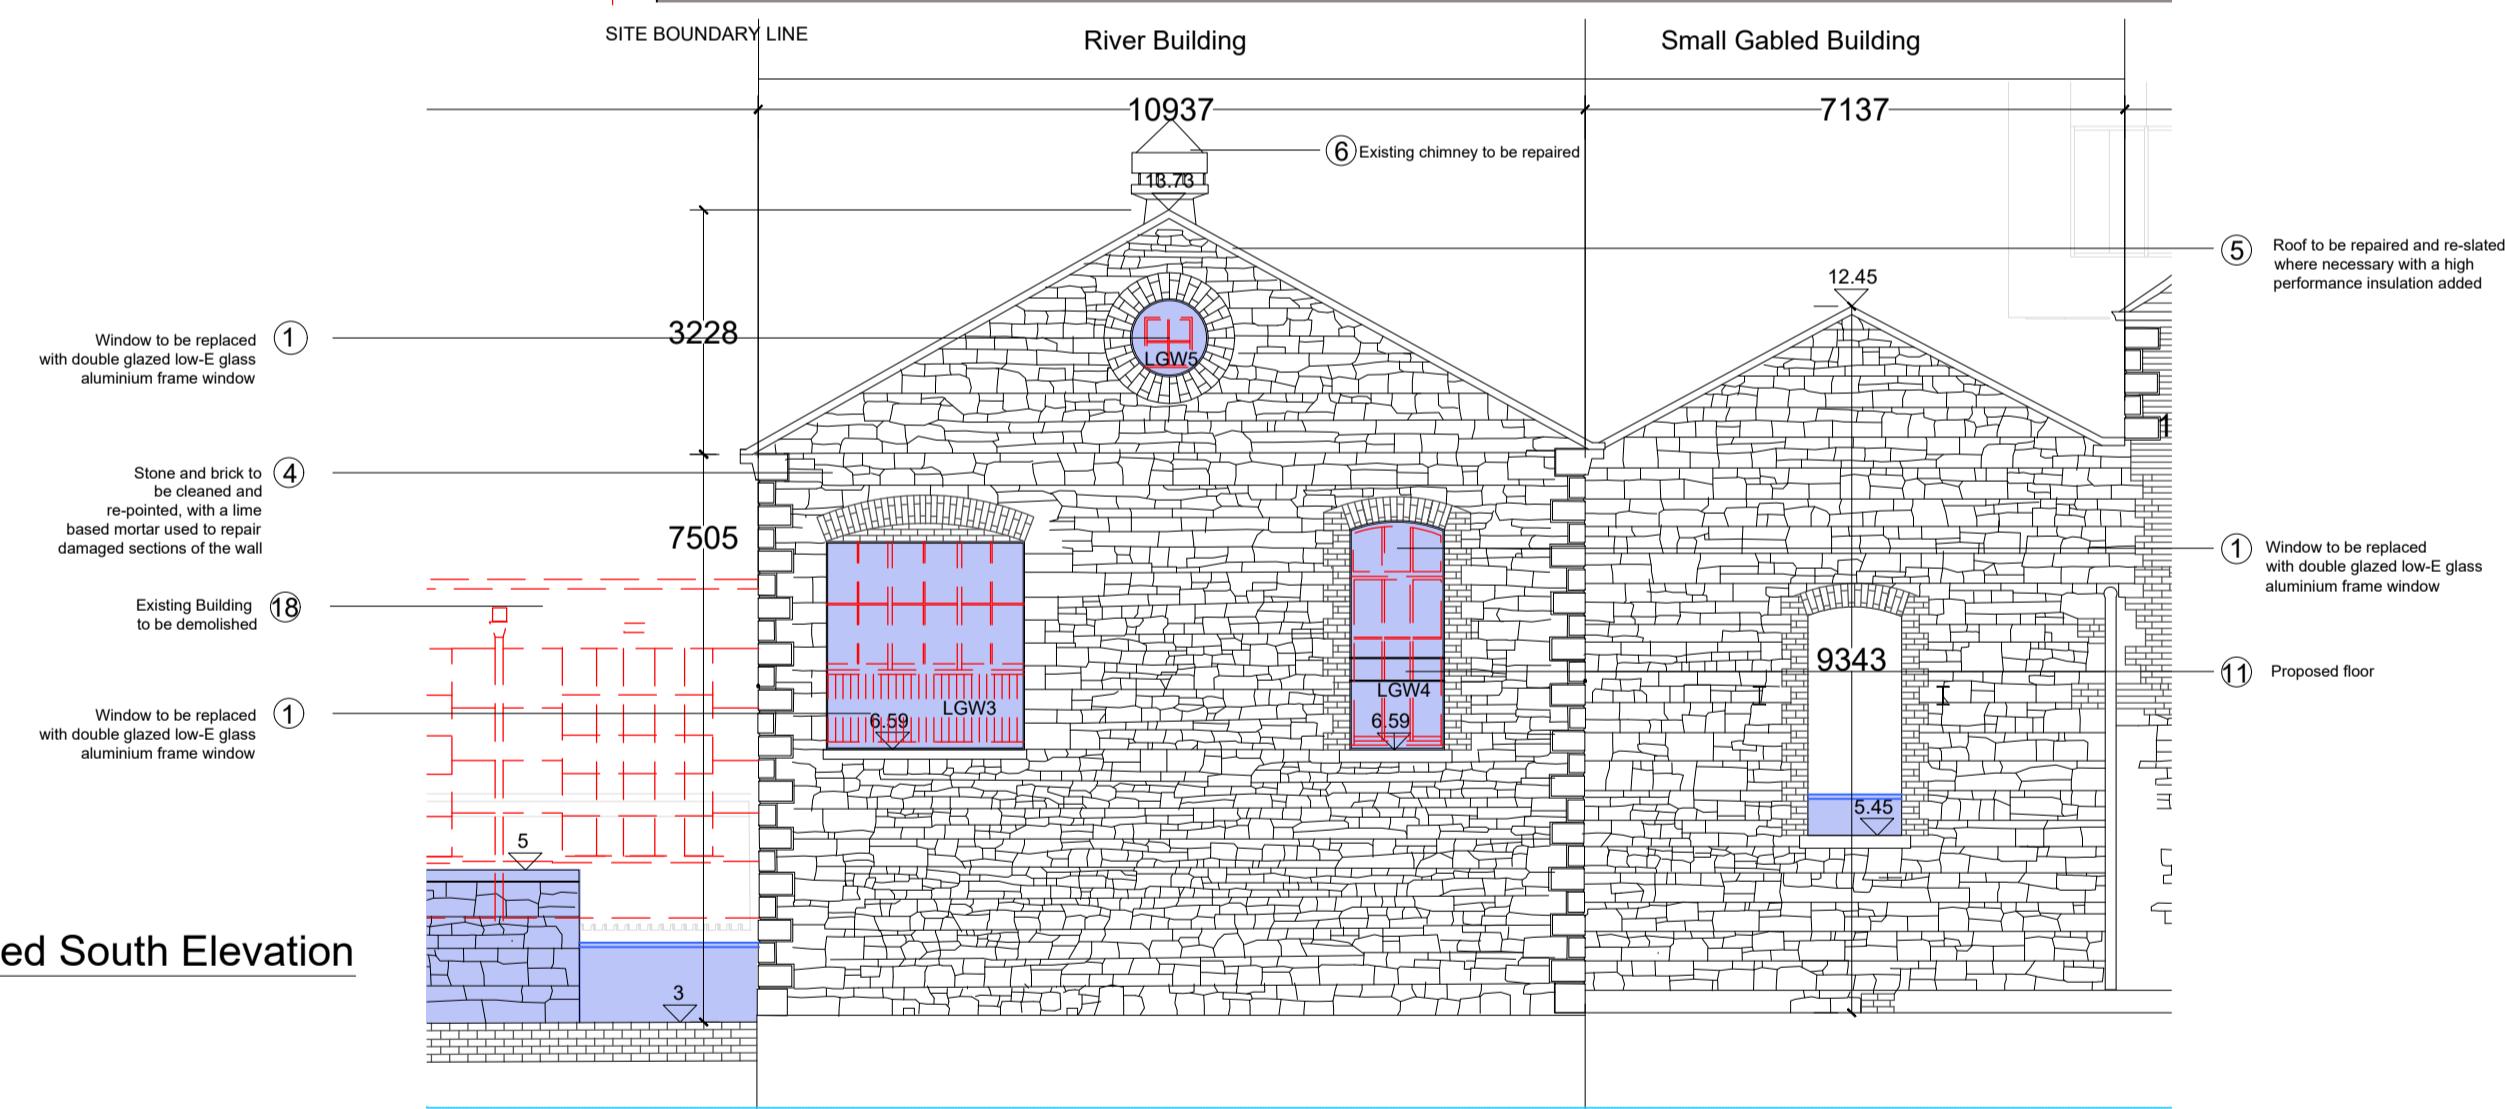 SITE BOUNDARY LINE
River Building
Small Gabled Building
10937
7137
6 Existing chimney to be repaired
13.73
5 Roof to be repaired and re-slated
where necessary with a high
performance insulation added
12.45
Window to be replaced 1
with double glazed low-E glass
aluminium frame window
3228
LGW5
1
Stone and brick to 4
be cleaned and
re-pointed, with a lime
based mortar used to repair
damaged sections of the wall
7505
1 Window to be replaced
with double glazed low-E glass
aluminium frame window
Existing Building 18
to be demolished
9343
11 Proposed floor
LGW4
LGW3
Window to be replaced 1
with double glazed low-E glass
aluminium frame window
6.59
6.59
5.45
5
ed South Elevation
3